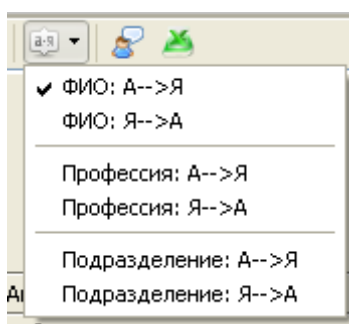 а-я
ФИО: А-->Я
ФИО: Я-->А
Профессия: А-->Я
Профессия: Я-->А
Подразделение: А-->Я
Подразделение: Я-->А